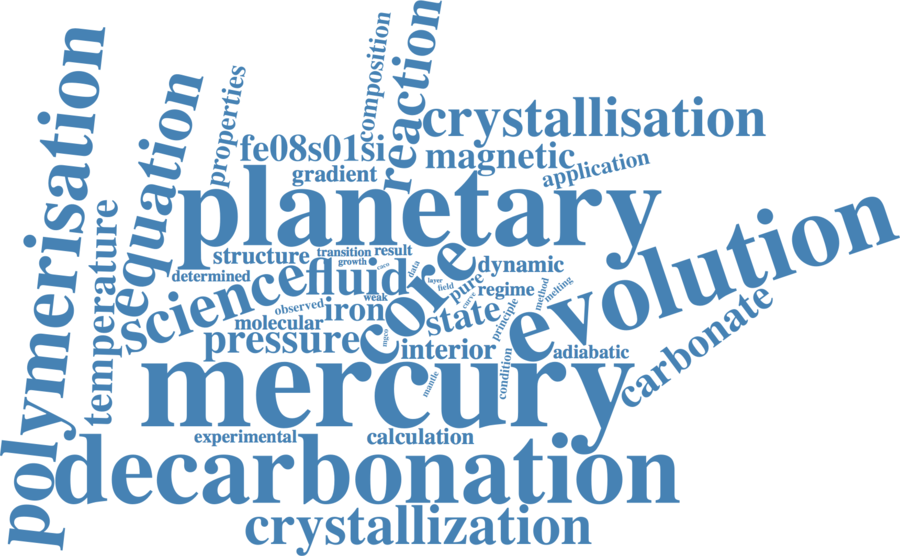 polymerisation
equation
properties
composition
reaction
crystallisation
fe08s01si
magnetic
gradient
application
planetary
temperature
structure
transition
result
growth
caco
data
core
dynamic
evolution
determined
science
fluid
layer
field
pure
regime
method
melting
weak
curve
observed
iron
state
principle
molecular
mgco
pressure
interior
adiabatic
carbonate
mercury
mantle
condition
experimental
calculation
decarbonation
crystallization